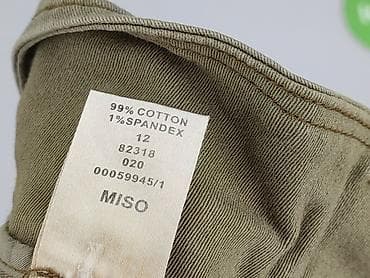 99% COTTON
1%SPANDEX
12
82318
020
00059945/1
MISO